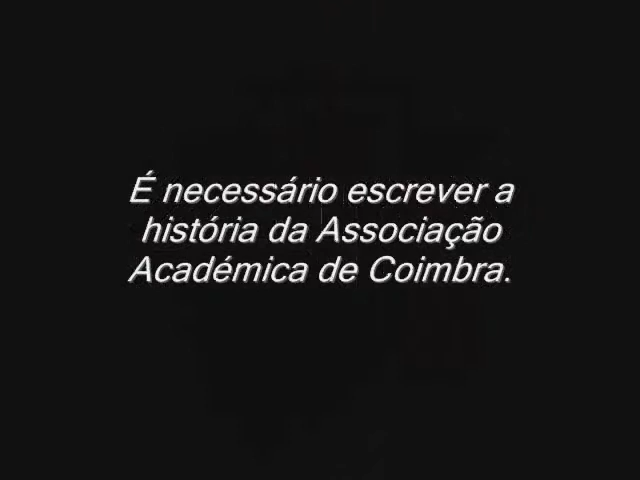 É necessário escrever a
história da Associação
Académica de Coimbra.